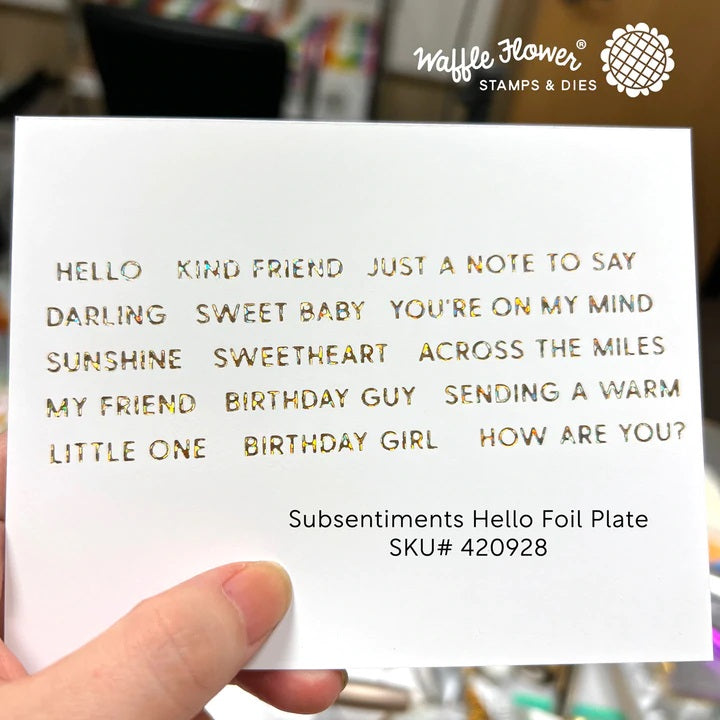 Waffle Flower®
STAMPS & DIES
HELLO KIND FRIEND JUST A NOTE TO SAY
DARLING SWEET BABY YOU'RE ON MY MIND
SUNSHINE SWEETHEART ACROSS THE MILES
MY FRIEND BIRTHDAY GUY SENDING A WARM
LITTLE ONE BIRTHDAY GIRL HOW ARE YOU?
Subsentiments Hello Foil Plate
SKU# 420928